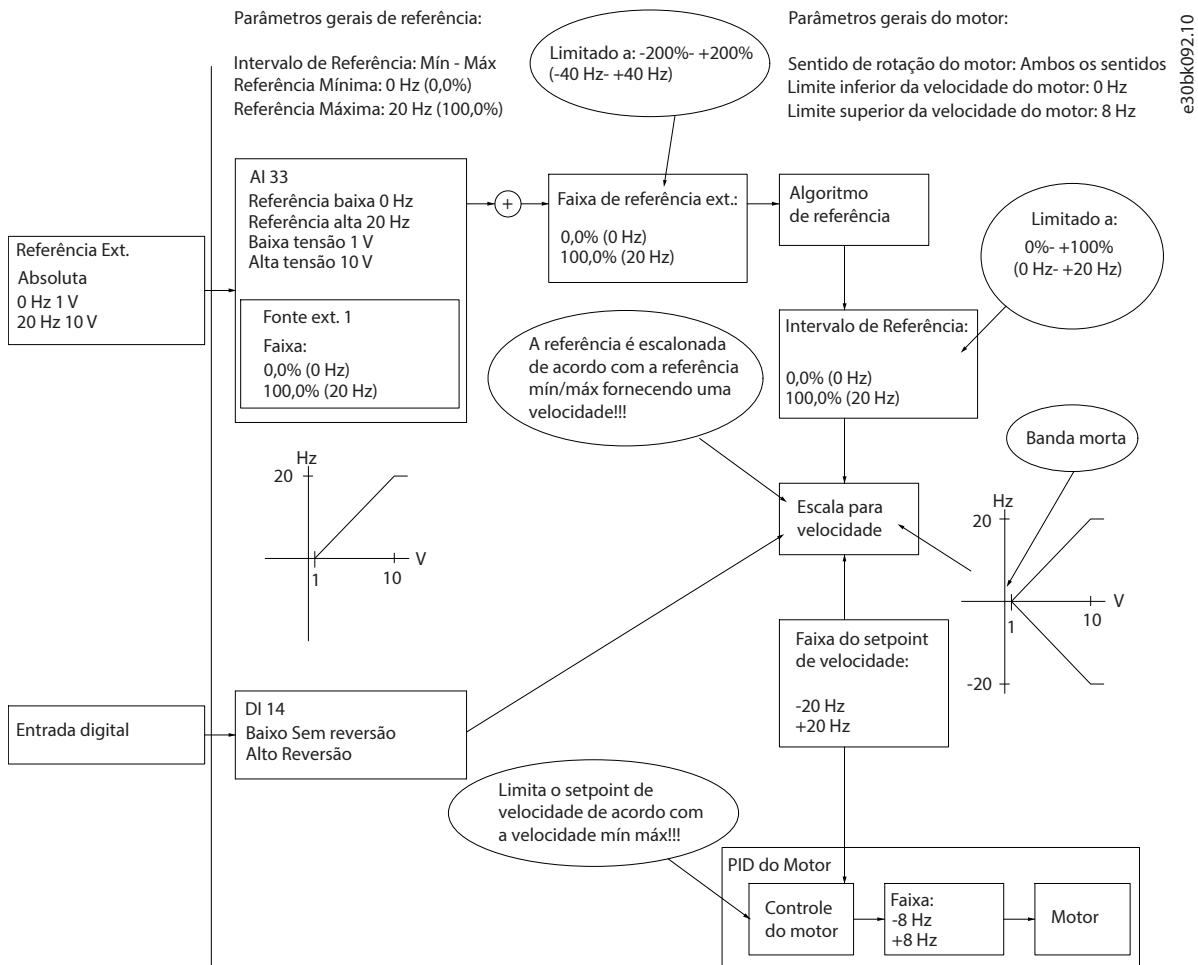 Parâmetros gerais de referência:
Intervalo de Referência: Mín - Máx
Referência Mínima: 0 Hz (0,0%)
Referência Máxima: 20 Hz (100,0%)
Limitado a: -200%- +200%
(-40 Hz- +40 Hz)
Parâmetros gerais do motor:
Sentido de rotação do motor: Ambos os sentidos
Limite inferior da velocidade do motor: 0 Hz
Limite superior da velocidade do motor: 8 Hz
e30bk092.10
Referência Ext.
Absoluta
0 Hz 1 V
20 Hz 10 V
AI 33
Referência baixa 0 Hz
Referência alta 20 Hz
Baixa tensão 1 V
Alta tensão 10 V
Fonte ext. 1
Faixa:
0,0% (0 Hz)
100,0% (20 Hz)
+
Faixa de referência ext.:
0,0% (0 Hz)
100,0% (20 Hz)
Algoritmo
de referência
Limitado a:
0%- +100%
(0 Hz- +20 Hz)
Intervalo de Referência:
0,0% (0 Hz)
100,0% (20 Hz)
A referência é escalonada
de acordo com a referência
mín/máx fornecendo uma
velocidade!!!
Banda morta
Hz
20
V
1
10
Escala para
velocidade
Hz
20
V
1
10
-20
Faixa do setpoint
de velocidade:
-20 Hz
+20 Hz
Entrada digital
DI 14
Baixo Sem reversão
Alto Reversão
Limita o setpoint de
velocidade de acordo com
a velocidade mín máx!!!
PID do Motor
Controle
do motor
Faixa:
-8 Hz
+8 Hz
Motor